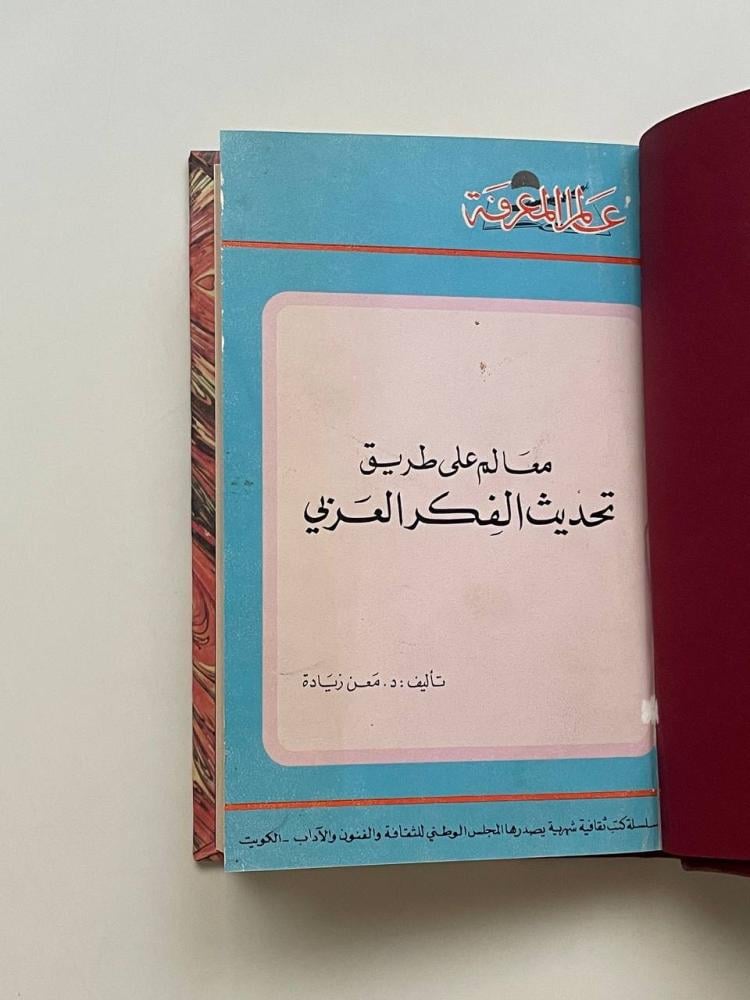 عالم المعرفة
معالم على طريق
تحديث الفكر العربي
تأليف: د. معن زيادة
سلسلة كتب ثقافية شهرية يصدرها المجلس الوطني للثقافة والفنون والآداب - الكويت